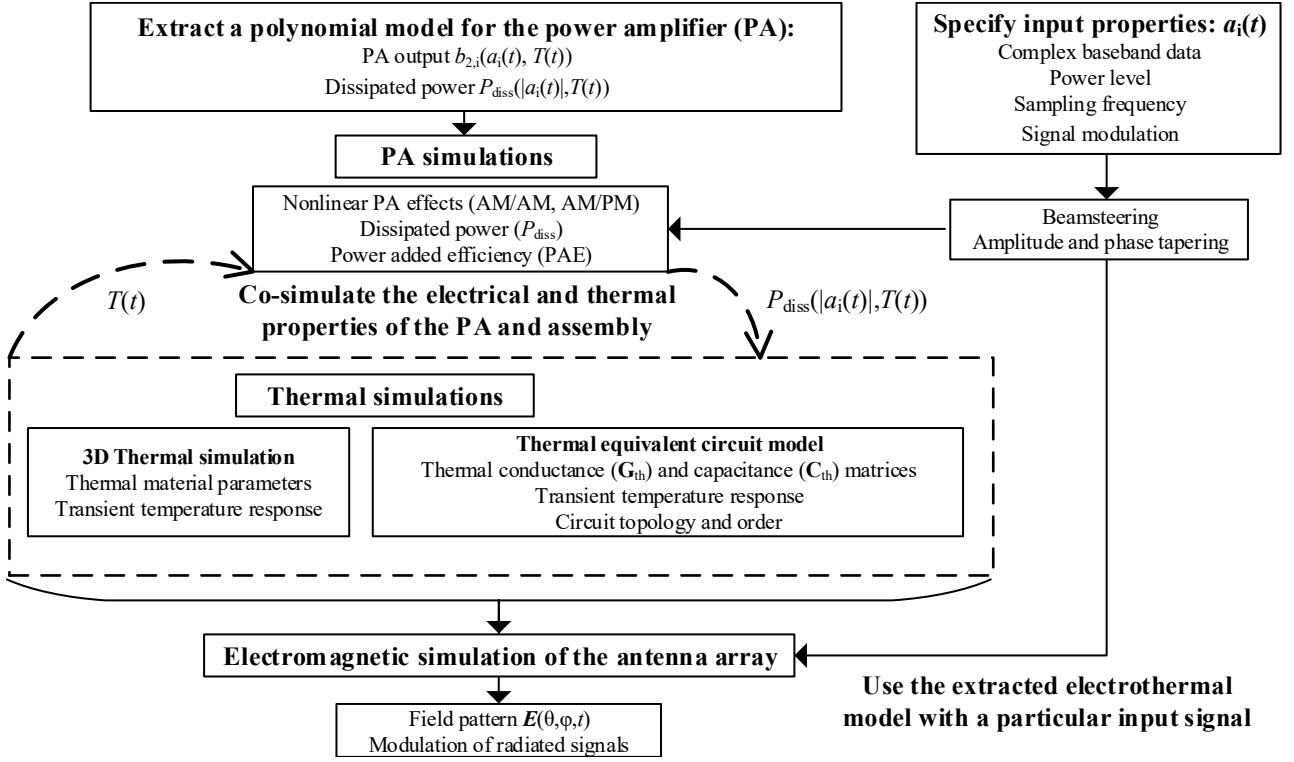 Extract a polynomial model for the power amplifier (PA):
PA output b2,i(ai(t), T(t))
Dissipated power Pdiss(|ai(t)|,T(t))
Specify input properties: ai(t)
Complex baseband data
Power level
Sampling frequency
Signal modulation
PA simulations
Nonlinear PA effects (AM/AM, AM/PM)
Dissipated power (Pdiss)
Power added efficiency (PAE)
Beamsteering
Amplitude and phase tapering
T(t)
Co-simulate the electrical and thermal
properties of the PA and assembly
Pdiss(|ai(t)|,T(t))
Thermal simulations
3D Thermal simulation
Thermal material parameters
Transient temperature response
Thermal equivalent circuit model
Thermal conductance (Gth) and capacitance (Cth) matrices
Transient temperature response
Circuit topology and order
Electromagnetic simulation of the antenna array
Use the extracted electrothermal
model with a particular input signal
Field pattern E(θ,φ,t)
Modulation of radiated signals